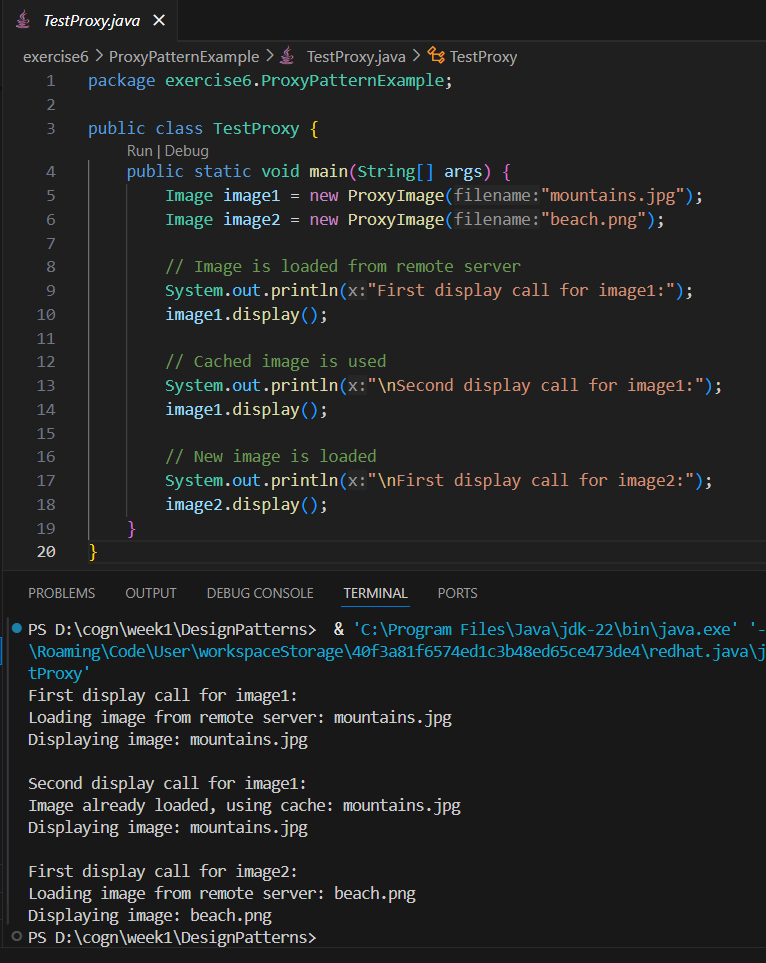 TestProxy.java ×
exercise6 > ProxyPatternExample > TestProxy.java > TestProxy
1 package exercise6.ProxyPatternExample;
2
3 public class TestProxy {
Run | Debug
4 public static void main(String[] args) {
5 Image image1 = new ProxyImage(filename:"mountains.jpg");
6 Image image2 = new ProxyImage(filename:"beach.png");
7
8 // Image is loaded from remote server
9 System.out.println(x:"First display call for image1:");
10 image1.display();
11
12 // Cached image is used
13 System.out.println(x:"\nSecond display call for image1:");
14 image1.display();
15
16 // New image is loaded
17 System.out.println(x:"\nFirst display call for image2:");
18 image2.display();
19 }
20 }
PROBLEMS OUTPUT DEBUG CONSOLE TERMINAL PORTS
PS D:\cogn\week1\DesignPatterns> & 'C:\Program Files\Java\jdk-22\bin\java.exe' '-
\Roaming\Code\User\workspaceStorage\40f3a81f6574ed1c3b48ed65ce473de4\redhat.java\j
tProxy'
First display call for image1:
Loading image from remote server: mountains.jpg
Displaying image: mountains.jpg
Second display call for image1:
Image already loaded, using cache: mountains.jpg
Displaying image: mountains.jpg
First display call for image2:
Loading image from remote server: beach.png
Displaying image: beach.png
PS D:\cogn\week1\DesignPatterns>